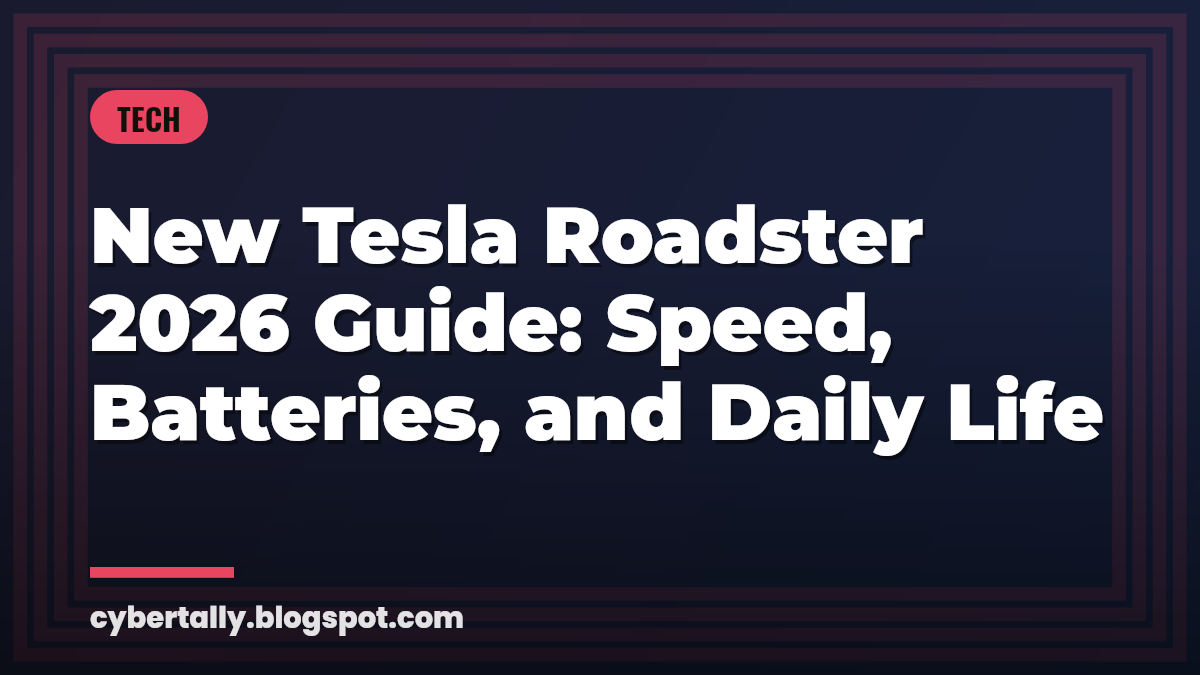 TECH
New Tesla Roadster
2026 Guide: Speed,
Batteries, and Daily Life
cybertally.blogspot.com